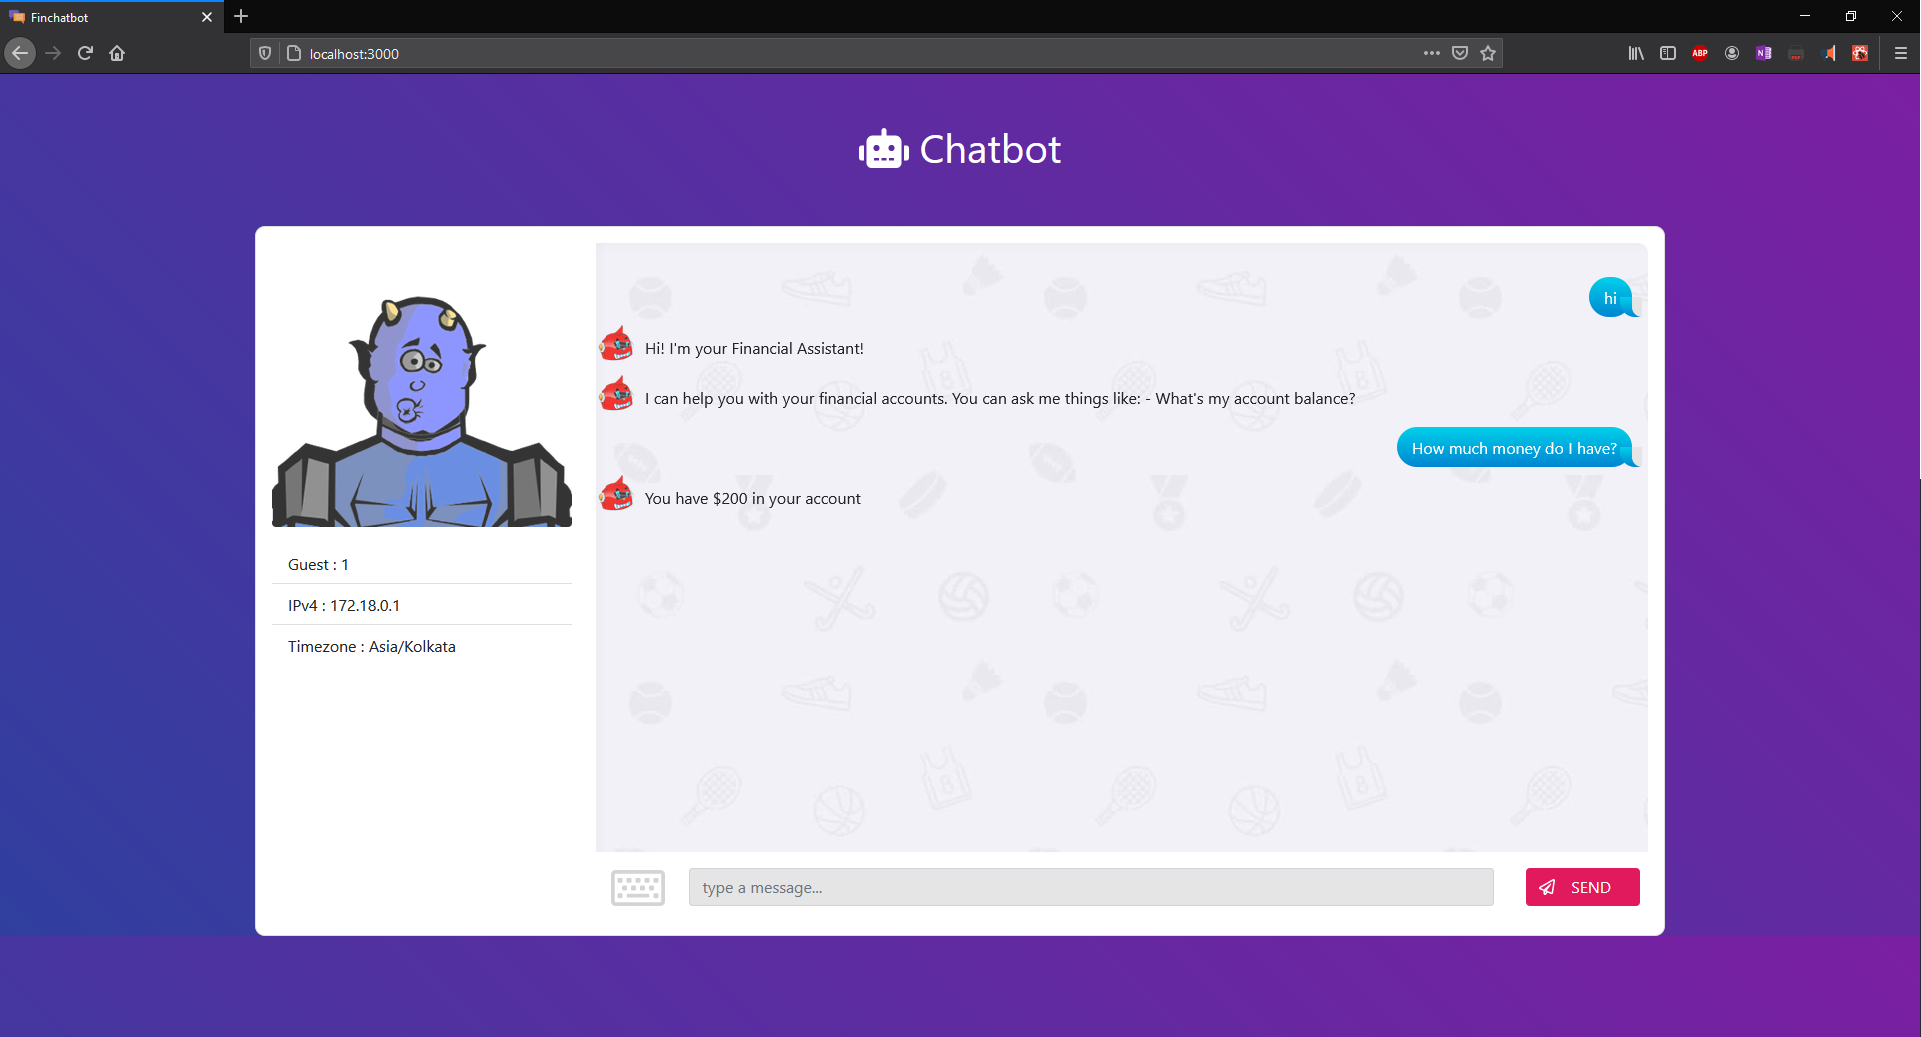 Finchatbot
localhost:3000
ABP
N
PDF
Chatbot
hi
Hi! I'm your Financial Assistant!
I can help you with your financial accounts. You can ask me things like: - What's my account balance?
How much money do I have?
You have $200 in your account
Guest : 1
IPv4 : 172.18.0.1
Timezone : Asia/Kolkata
type a message...
SEND